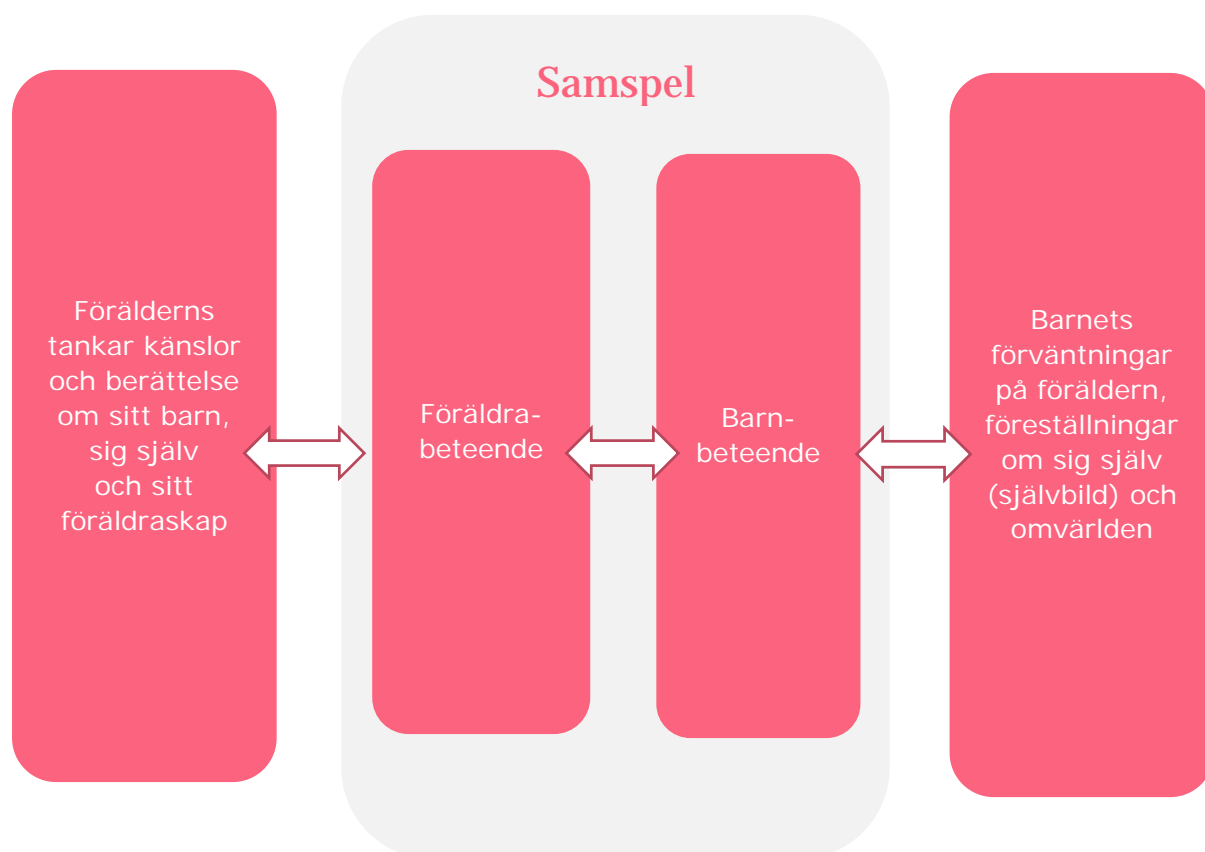 Samspel
Förälderns
tankar känslor
och berättelse
om sitt barn,
sig själv
och sitt
föräldraskap
Föräldra-
beteende
Barn-
beteende
Barnets
förväntningar
på föräldern,
föreställningar
om sig själv
(självbild) och
omvärlden